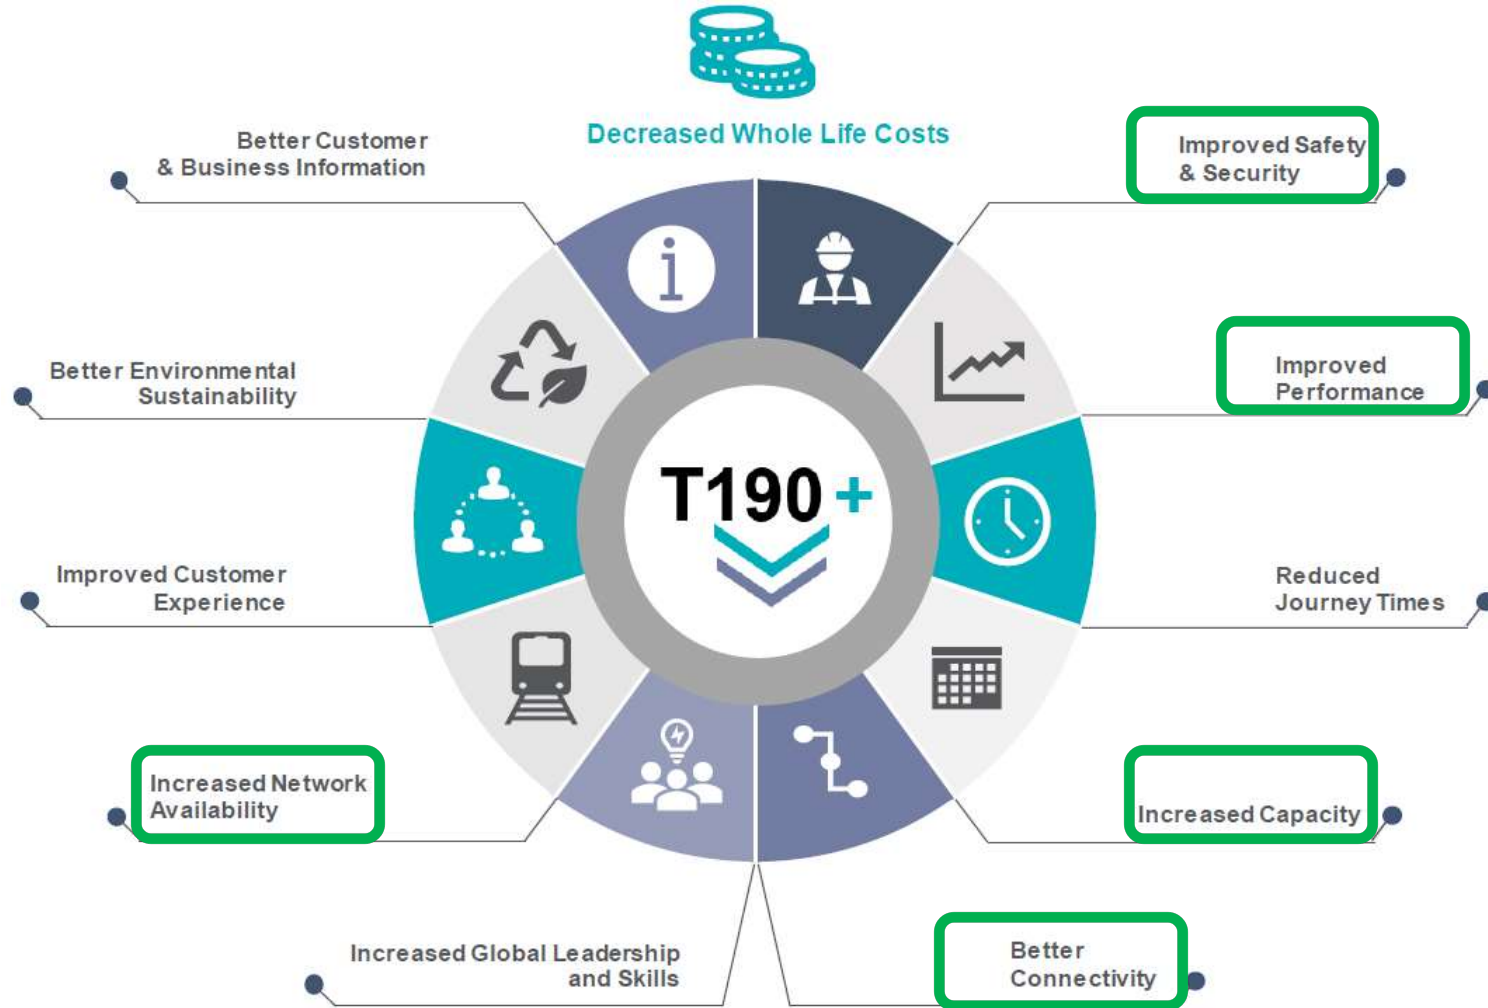 Decreased Whole Life Costs
Better Customer
& Business Information
Improved Safety
& Security
Better Environmental
Sustainability
Improved
Performance
T190 +
Improved Customer
Experience
Reduced
Journey Times
Increased Network
Availability
Increased Capacity
Increased Global Leadership
and Skills
Better
Connectivity